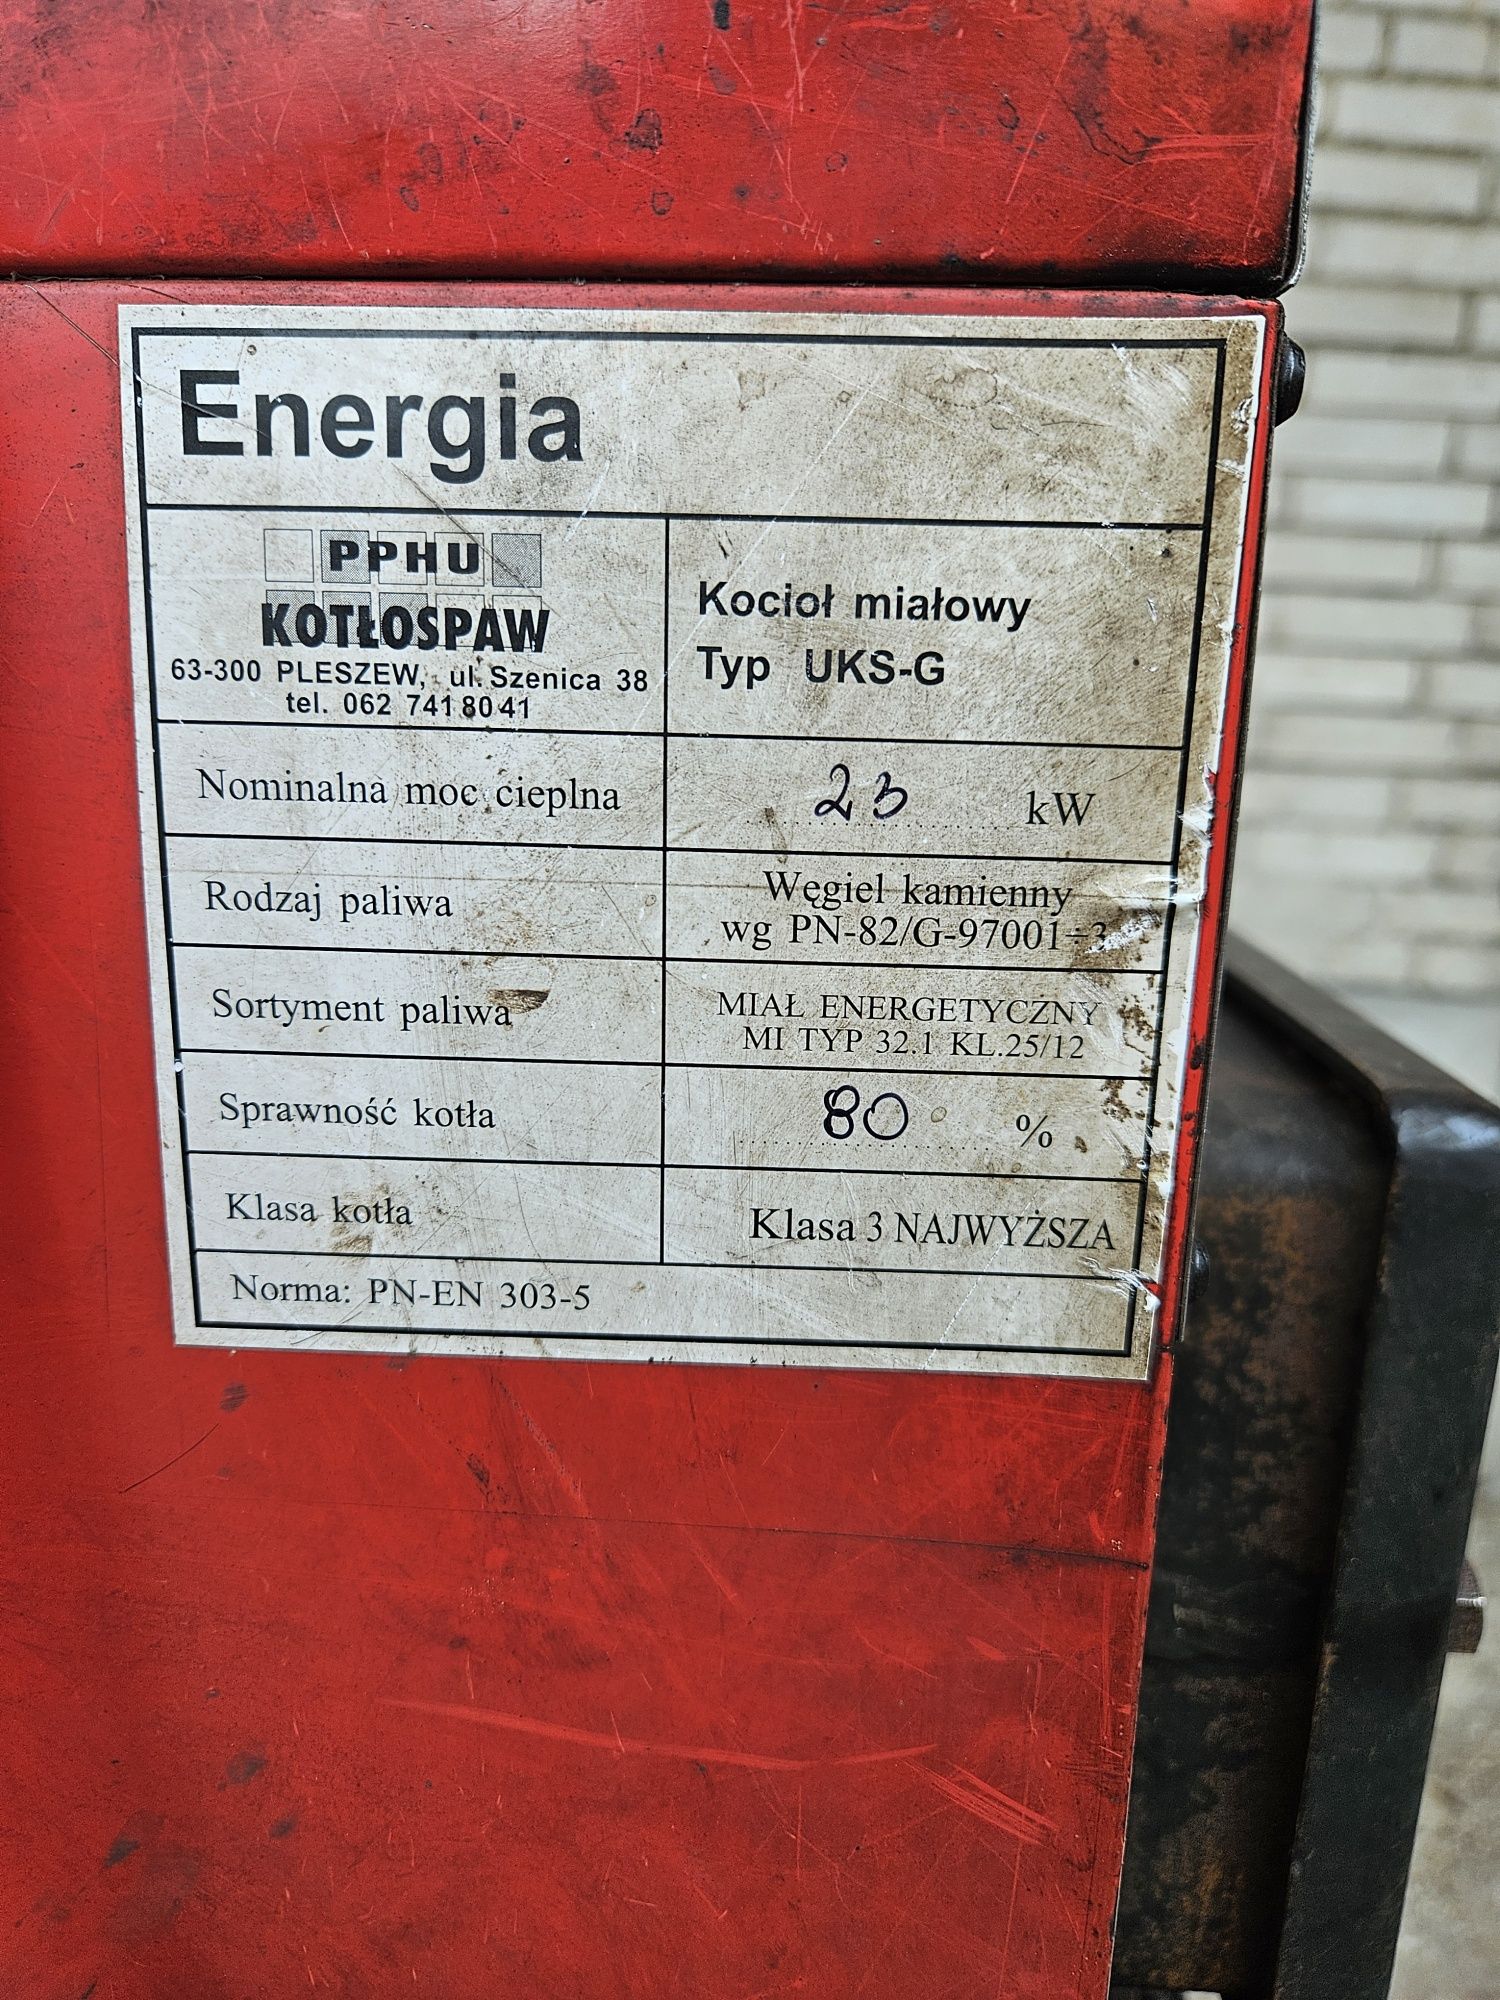 Energia
PPHU
KOTŁOSPAW
63-300 PLESZEW, ul. Szenica 38
tel. 062 741 80 41
Kocioł miałowy
Typ UKS-G
Nominalna moc cieplna
23 kW
Rodzaj paliwa
Węgiel kamienny
wg PN-82/G-97001÷3
Sortyment paliwa
MIAŁ ENERGETYCZNY
MI TYP 32.1 KL.25/12
Sprawność kotła
80 %
Klasa kotła
Klasa 3 NAJWYŻSZA
Norma: PN-EN 303-5